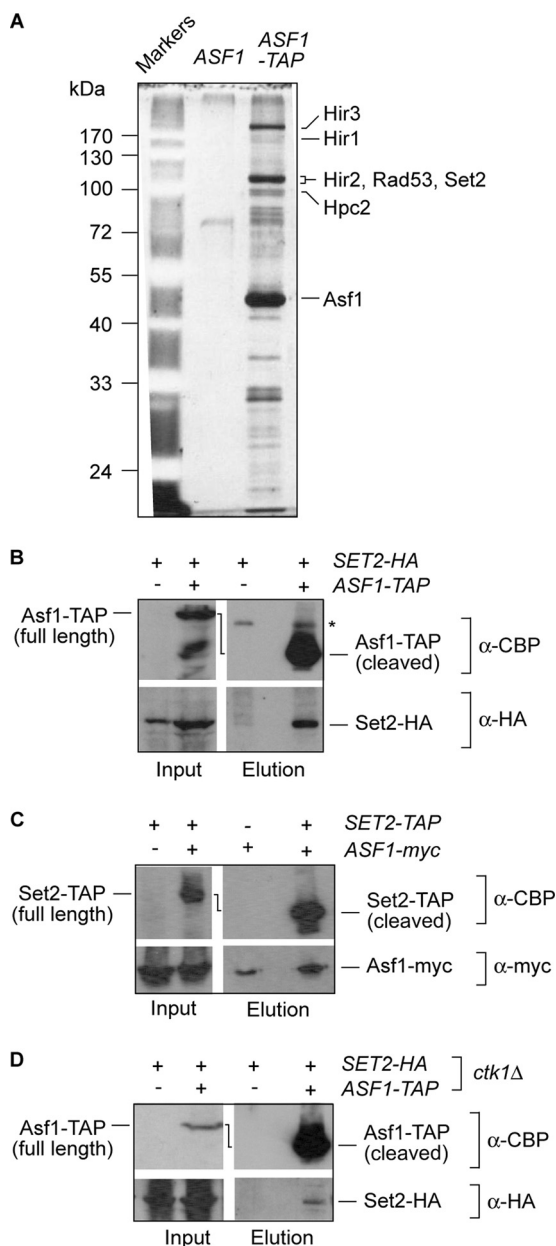 A
Markers
ASF1
ASF1
-TAP
kDa
170
130
100
72
55
40
33
24
Hir3
Hir1
Hir2, Rad53, Set2
Hpc2
Asf1
B
+ + + + SET2-HA
- + - + ASF1-TAP
Asf1-TAP
(full length)
*
Asf1-TAP
(cleaved)
α-CBP
Set2-HA
α-HA
Input Elution
C
+ + - + SET2-TAP
- + + + ASF1-myc
Set2-TAP
(full length)
Set2-TAP
(cleaved)
α-CBP
Asf1-myc
α-myc
Input Elution
D
+ + + + SET2-HA
- + - + ASF1-TAP
ctk1Δ
Asf1-TAP
(full length)
Asf1-TAP
(cleaved)
α-CBP
Set2-HA
α-HA
Input Elution